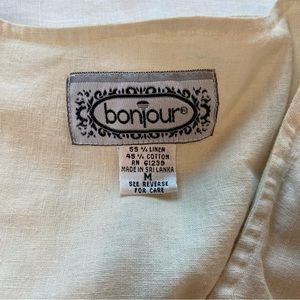 bonjour®
55% LINEN
45% COTTON
RN 61239
MADE IN SRI LANKA
M
SEE REVERSE
FOR CARE